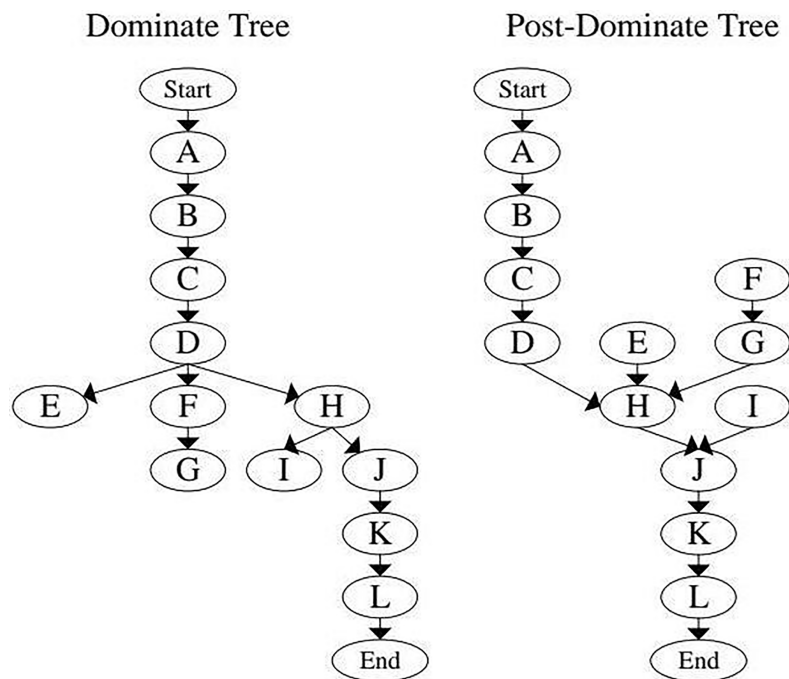 Dominate Tree
Post-Dominate Tree
Start
A
B
C
D
E
F
H
G
I
J
K
L
End
Start
A
B
C
F
D
E
G
H
I
J
K
L
End